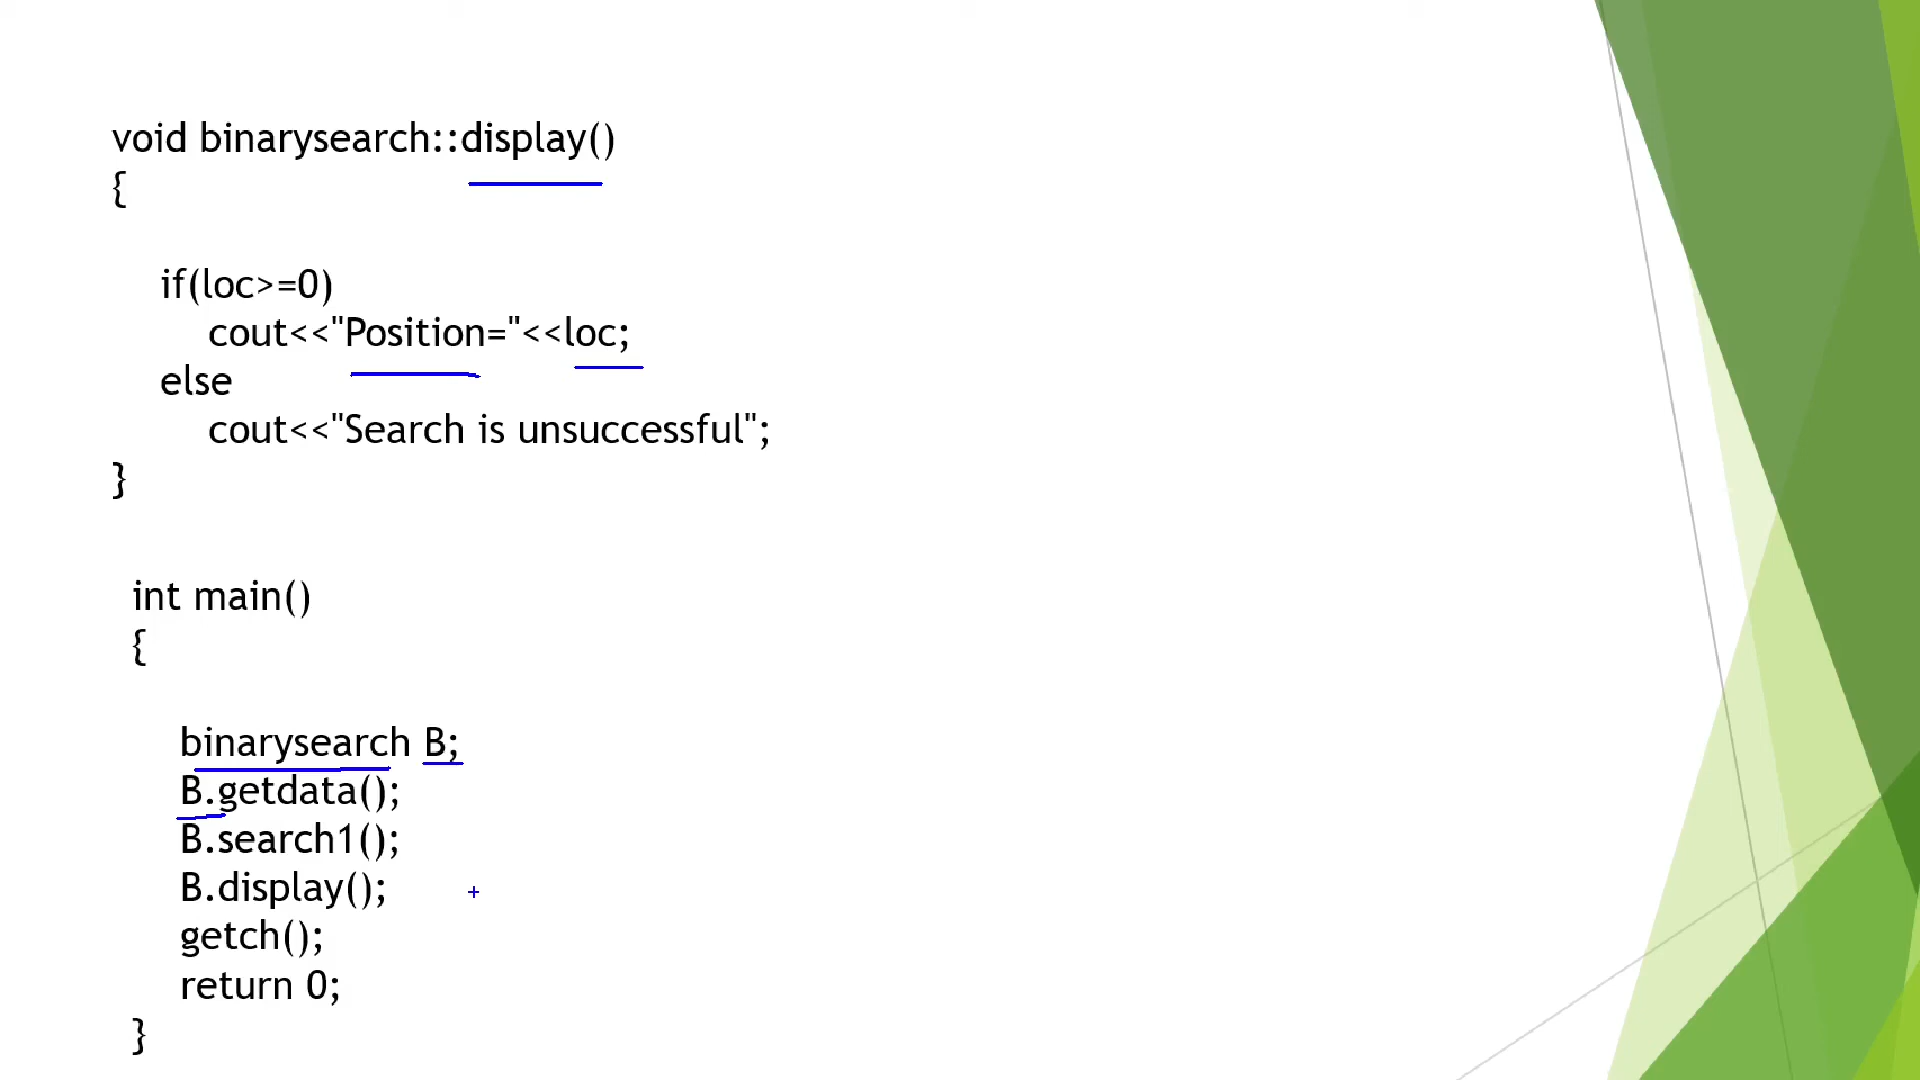 void binarysearch::display()
{
if(loc>=0)
cout<<"Position="<<loc;
else
cout<<"Search is unsuccessful";
}
int main()
{
binarysearch B;
B.getdata();
B.search1();
B.display();
getch();
return 0;
}